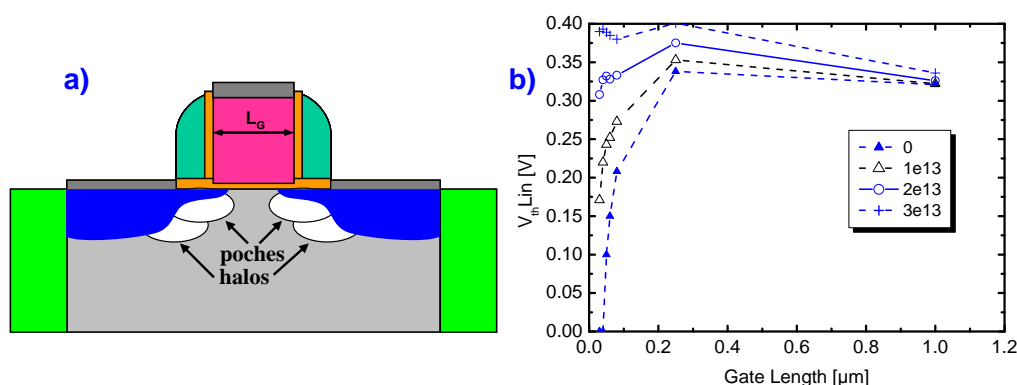 a)
L_G
poches
halos
b)
V_thLin [V]
0.40
0.35
0.30
0.25
0.20
0.15
0.10
0.05
0.00
0
1e13
2e13
3e13
0.0 0.2 0.4 0.6 0.8 1.0 1.2
Gate Length [µm]